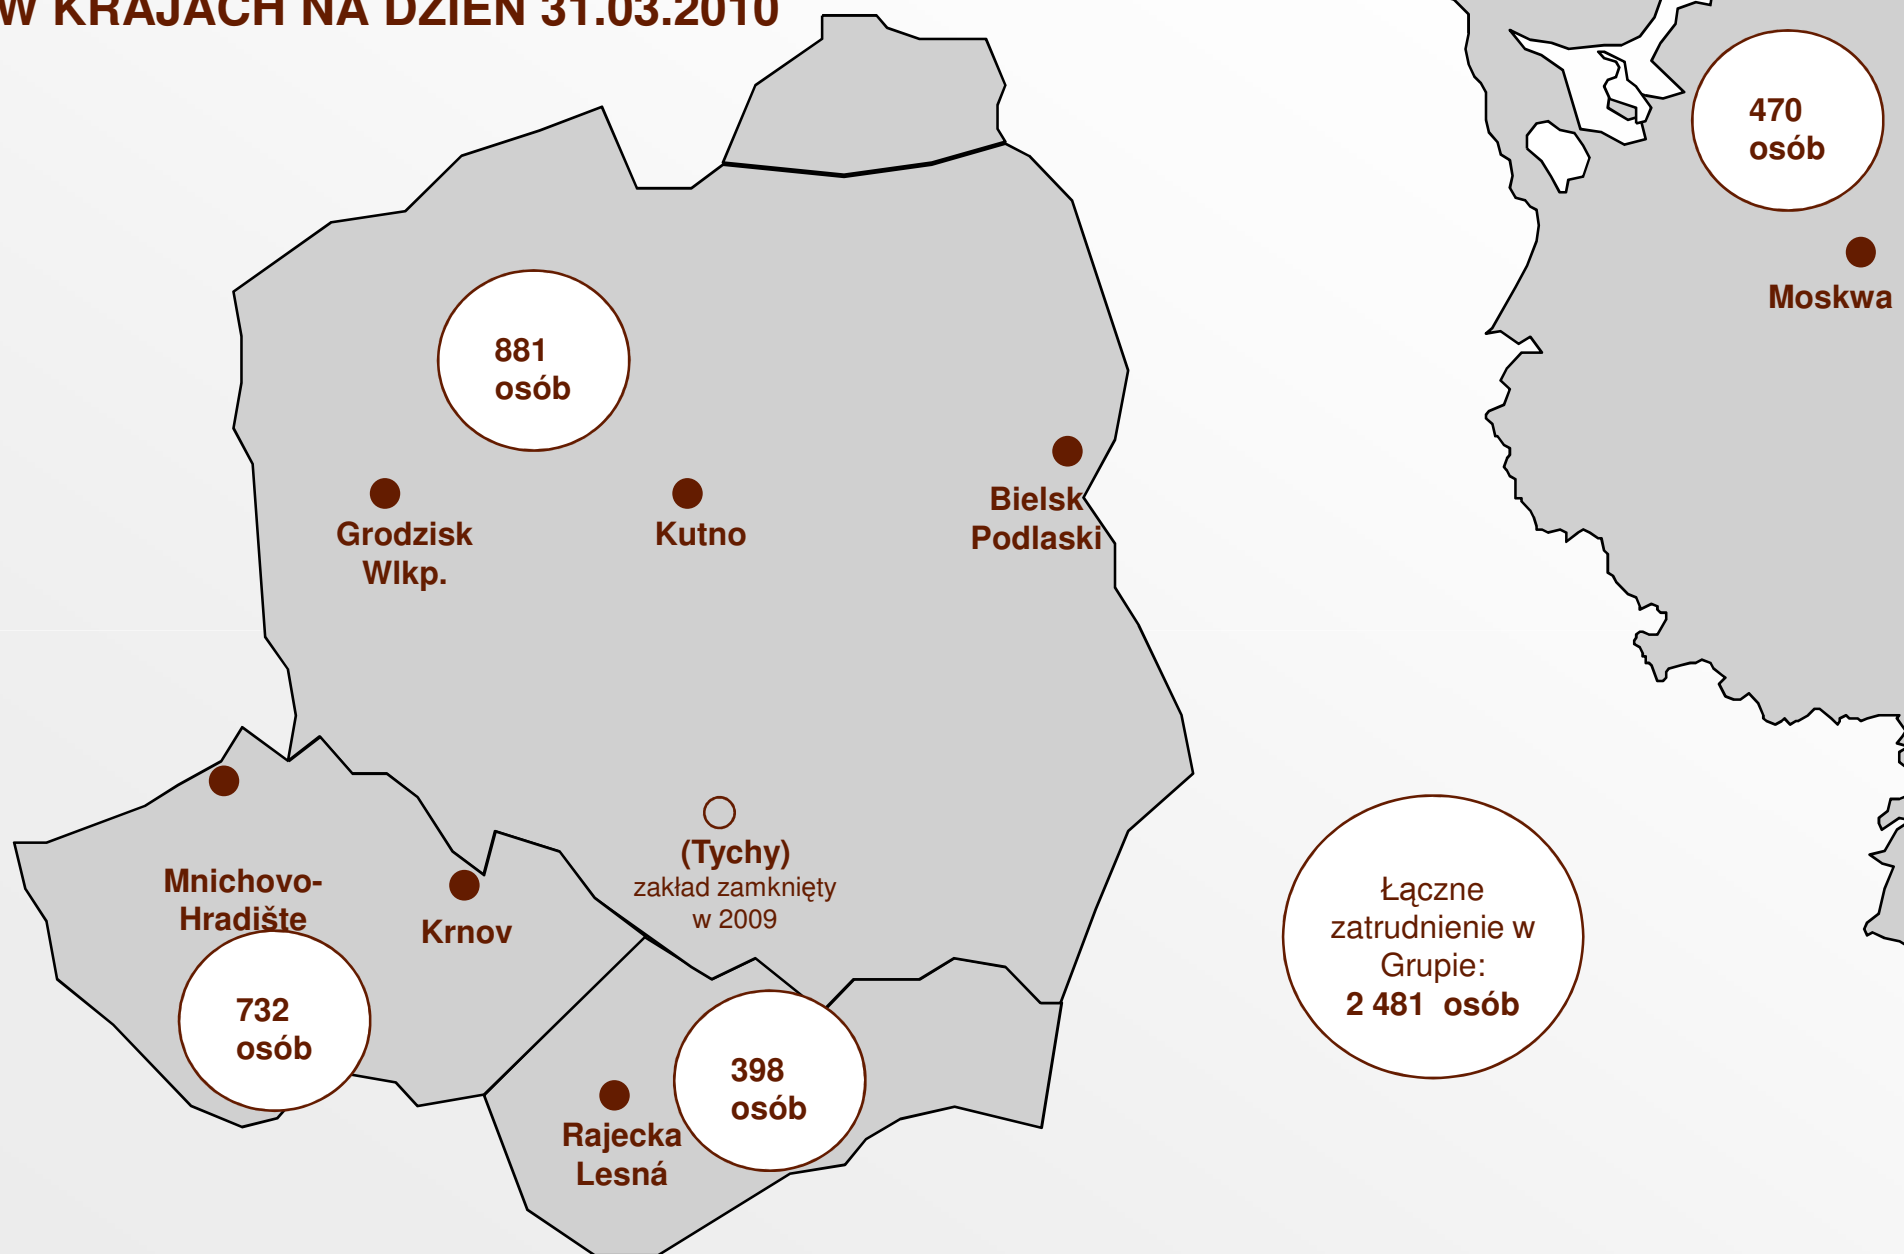 W KRAJACH NA DZIEŃ 31.03.2010
470
osób
Moskwa
881
osób
Bielsk
Podlaski
Grodzisk
Wlkp.
Kutno
(Tychy)
zakład zamknięty
w 2009
Mnichovo-
Hradište
Krnov
732
osób
398
osób
Rajecka
Lesná
Łączne
zatrudnienie w
Grupie:
2 481 osób